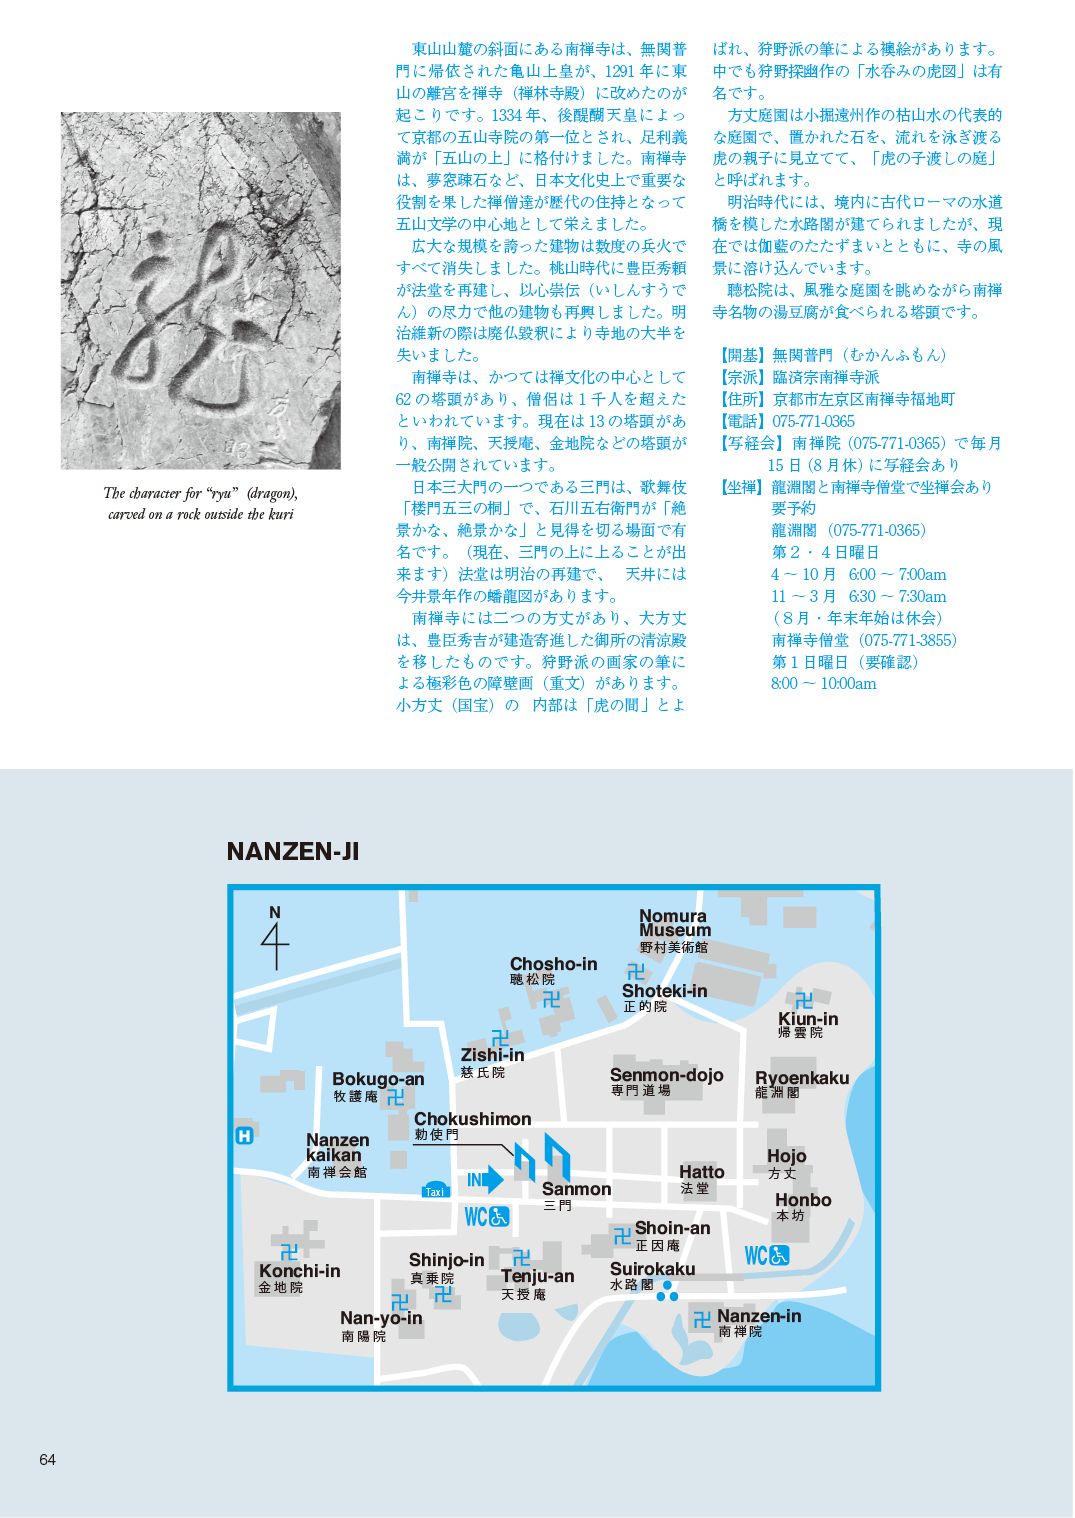 The character for “ryu” (dragon),
carved on a rock outside the kuri
　東山山麓の斜面にある南禅寺は、無関普
門に帰依された亀山上皇が、1291 年に東
山の離宮を禅寺（禅林寺殿）に改めたのが
起こりです。1334 年、後醍醐天皇によっ
て京都の五山寺院の第一位とされ、足利義
満が「五山の上」に格付けました。南禅寺
は、夢窓疎石など、日本文化史上で重要な
役割を果した禅僧達が歴代の住持となって
五山文学の中心地として栄えました。
　広大な規模を誇った建物は数度の兵火で
すべて消失しました。桃山時代に豊臣秀頼
が法堂を再建し、以心崇伝（いしんすうで
ん）の尽力で他の建物も再興しました。明
治維新の際は廃仏毀釈により寺地の大半を
失いました。
　南禅寺は、かつては禅文化の中心として
62 の塔頭があり、僧侶は 1 千人を超えた
といわれています。現在は 13 の塔頭があ
り、南禅院、天授庵、金地院などの塔頭が
一般公開されています。
　日本三大門の一つである三門は、歌舞伎
「楼門五三の桐」で、石川五右衛門が「絶
景かな、絶景かな」と見得を切る場面で有
名です。（現在、三門の上に上ることが出
来ます）法堂は明治の再建で、　天井には
今井景年作の蟠龍図があります。
　南禅寺には二つの方丈があり、大方丈
は、豊臣秀吉が建造寄進した御所の清涼殿
を移したものです。狩野派の画家の筆に
よる極彩色の障壁画（重文）があります。
小方丈（国宝）の　内部は「虎の間」とよ
ばれ、狩野派の筆による襖絵があります。
中でも狩野探幽作の「水呑みの虎図」は有
名です。
　方丈庭園は小掘遠州作の枯山水の代表的
な庭園で、置かれた石を、流れを泳ぎ渡る
虎の親子に見立てて、「虎の子渡しの庭」
と呼ばれます。
　明治時代には、境内に古代ローマの水道
橋を模した水路閣が建てられましたが、現
在では伽藍のたたずまいとともに、寺の風
景に溶け込んでいます。
　聴松院は、風雅な庭園を眺めながら南禅
寺名物の湯豆腐が食べられる塔頭です。
【開基】無関普門（むかんふもん）
【宗派】臨済宗南禅寺派
【住所】京都市左京区南禅寺福地町
【電話】075-771-0365
【写経会】南禅院（075-771-0365）で毎月
15 日（8 月休）に写経会あり
【坐禅】龍淵閣と南禅寺僧堂で坐禅会あり
要予約
龍淵閣（075-771-0365）
第２・４日曜日
4 ～ 10 月 6:00 ～ 7:00am
11 ～ 3 月 6:30 ～ 7:30am
（８月・年末年始は休会）
南禅寺僧堂（075-771-3855）
第１日曜日（要確認）
8:00 ～ 10:00am
NANZEN-JI
N
Nomura
Museum
野村美術館
Chosho-in
聴松院
Shoteki-in
正的院
Kiun-in
帰雲院
Zishi-in
慈氏院
Bokugo-an
牧護庵
Senmon-dojo
専門道場
Ryoenkaku
龍淵閣
Chokushimon
勅使門
H
Nanzen
kaikan
南禅会館
Hojo
方丈
Hatto
法堂
IN
Taxi
Sanmon
三門
Honbo
本坊
WC
Shoin-an
正因庵
WC
Konchi-in
金地院
Shinjo-in
真乗院
Tenju-an
天授庵
Suirokaku
水路閣
Nan-yo-in
南陽院
Nanzen-in
南禅院
64